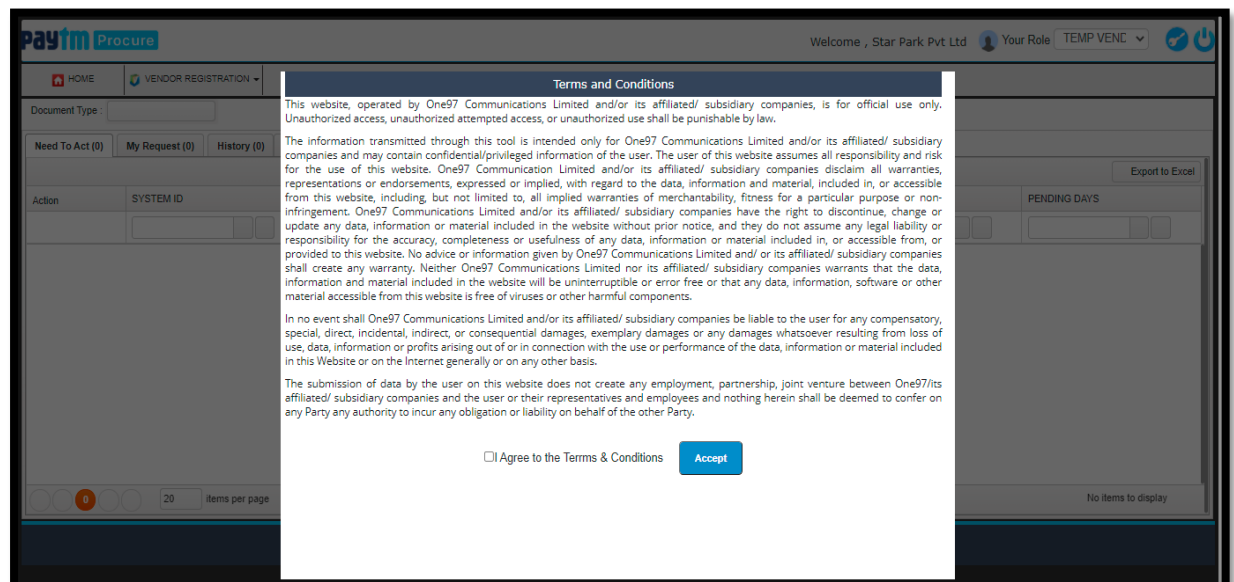 paytm Procure
Welcome , Star Park Pvt Ltd Your Role TEMP VENE
HOME VENDOR REGISTRATION
Document Type :
Need To Act (0) My Request (0) History (0)
Export to Excel
Action SYSTEM ID PENDING DAYS
Terms and Conditions
This website, operated by One97 Communications Limited and/or its affiliated/ subsidiary companies, is for official use only.
Unauthorized access, unauthorized attempted access, or unauthorized use shall be punishable by law.
The information transmitted through this tool is intended only for One97 Communications Limited and/or its affiliated/ subsidiary
companies and may contain confidential/privileged information of the user. The user of this website assumes all responsibility and risk
for the use of this website. One97 Communication Limited and/or its affiliated/ subsidiary companies disclaim all warranties,
representations or endorsements, expressed or implied, with regard to the data, information and material, included in, or accessible
from this website, including, but not limited to, all implied warranties of merchantability, fitness for a particular purpose or non-
infringement. One97 Communications Limited and/or its affiliated/ subsidiary companies have the right to discontinue, change or
update any data, information or material included in the website without prior notice, and they do not assume any legal liability or
responsibility for the accuracy, completeness or usefulness of any data, information or material included in, or accessible from, or
provided to this website. No advice or information given by One97 Communications Limited and/ or its affiliated/ subsidiary companies
shall create any warranty. Neither One97 Communications Limited nor its affiliated/ subsidiary companies warrants that the data,
information and material included in the website will be uninterruptible or error free or that any data, information, software or other
material accessible from this website is free of viruses or other harmful components.
In no event shall One97 Communications Limited and/or its affiliated/ subsidiary companies be liable to the user for any compensatory,
special, direct, incidental, indirect, or consequential damages, exemplary damages or any damages whatsoever resulting from loss of
use, data, information or profits arising out of or in connection with the use or performance of the data, information or material included
in this Website or on the Internet generally or on any other basis.
The submission of data by the user on this website does not create any employment, partnership, joint venture between One97/its
affiliated/ subsidiary companies and the user or their representatives and employees and nothing herein shall be deemed to confer on
any Party any authority to incur any obligation or liability on behalf of the other Party.
I Agree to the Terrms & Conditions Accept
0 20 items per page No items to display